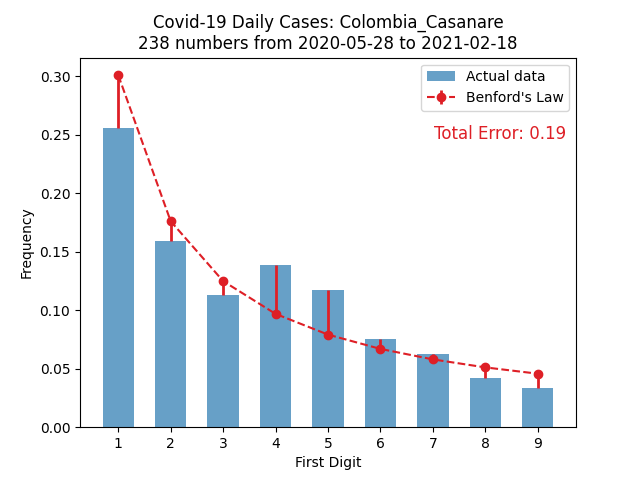 Covid-19 Daily Cases: Colombia_Casanare
238 numbers from 2020-05-28 to 2021-02-18
Actual data
Benford's Law
Total Error: 0.19
Frequency
0.30
0.25
0.20
0.15
0.10
0.05
0.00
1 2 3 4 5 6 7 8 9
First Digit